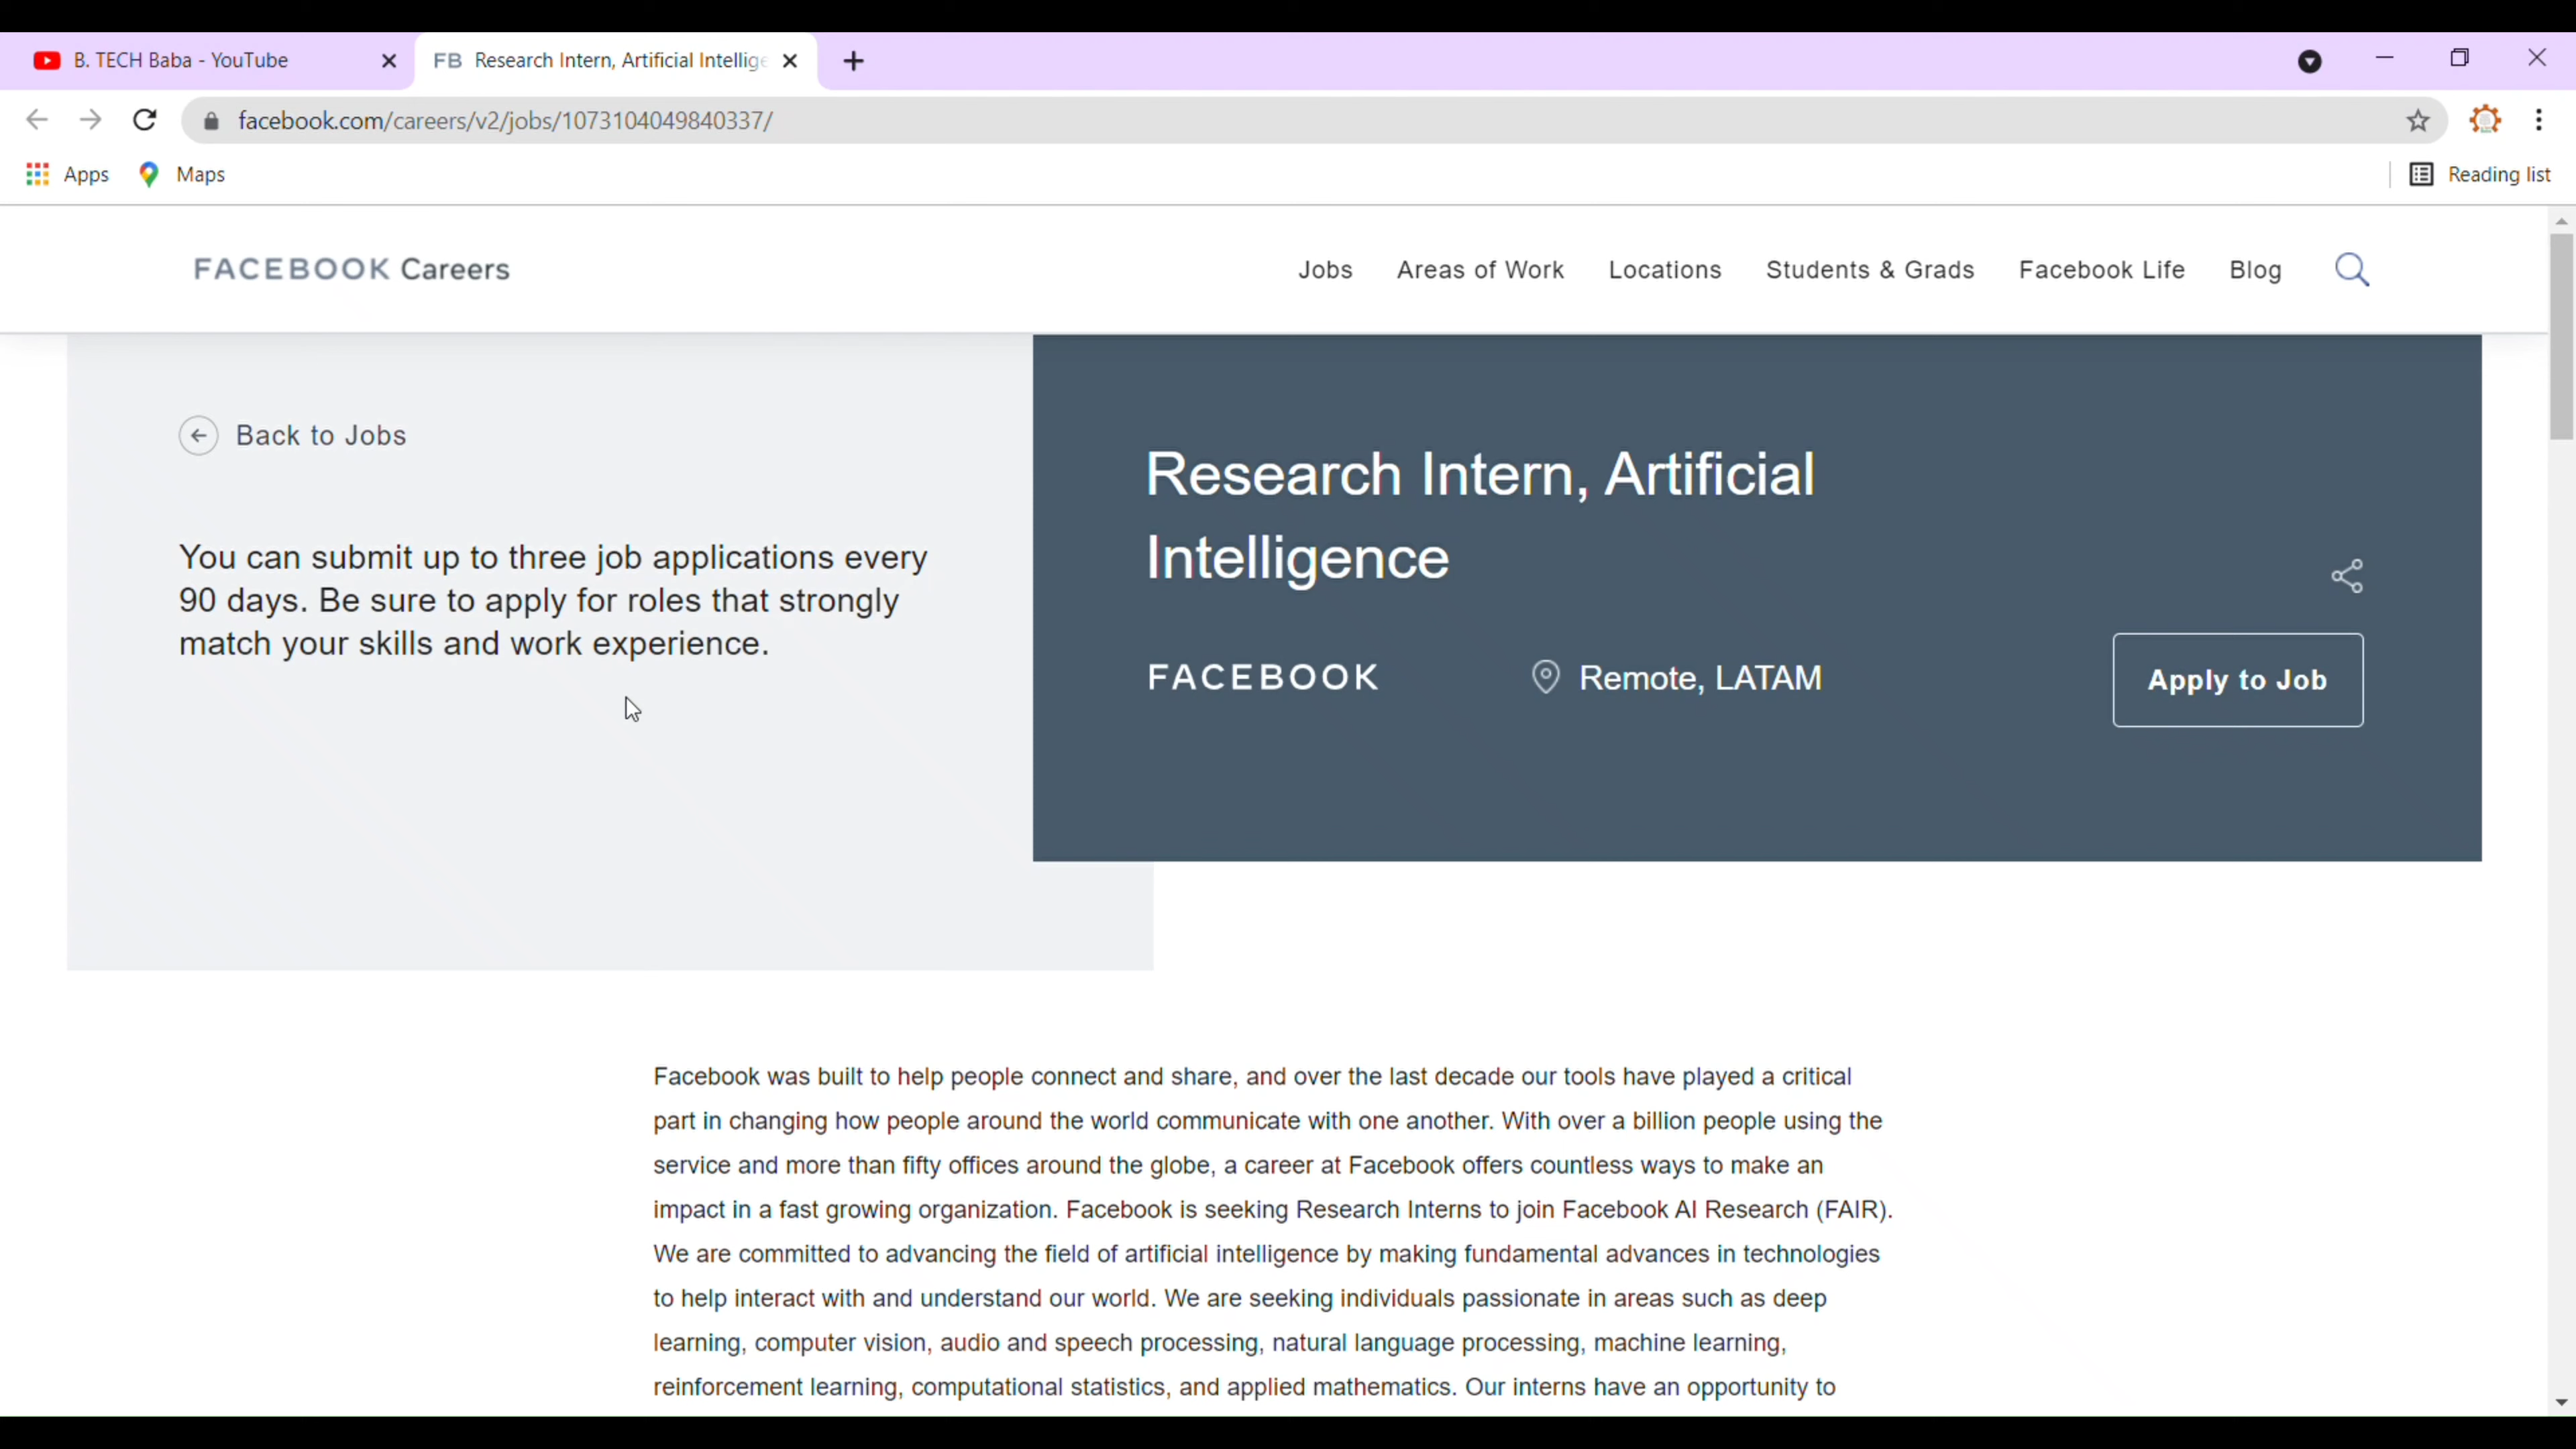 B. TECH Baba - YouTube
FB Research Intern, Artificial Intellige
facebook.com/careers/v2/jobs/1073104049840337/
Apps Maps Reading list
FACEBOOK Careers
Jobs Areas of Work Locations Students & Grads Facebook Life Blog
Back to Jobs
You can submit up to three job applications every
90 days. Be sure to apply for roles that strongly
match your skills and work experience.
Research Intern, Artificial
Intelligence
FACEBOOK
Remote, LATAM
Apply to Job
Facebook was built to help people connect and share, and over the last decade our tools have played a critical
part in changing how people around the world communicate with one another. With over a billion people using the
service and more than fifty offices around the globe, a career at Facebook offers countless ways to make an
impact in a fast growing organization. Facebook is seeking Research Interns to join Facebook AI Research (FAIR).
We are committed to advancing the field of artificial intelligence by making fundamental advances in technologies
to help interact with and understand our world. We are seeking individuals passionate in areas such as deep
learning, computer vision, audio and speech processing, natural language processing, machine learning,
reinforcement learning, computational statistics, and applied mathematics. Our interns have an opportunity to